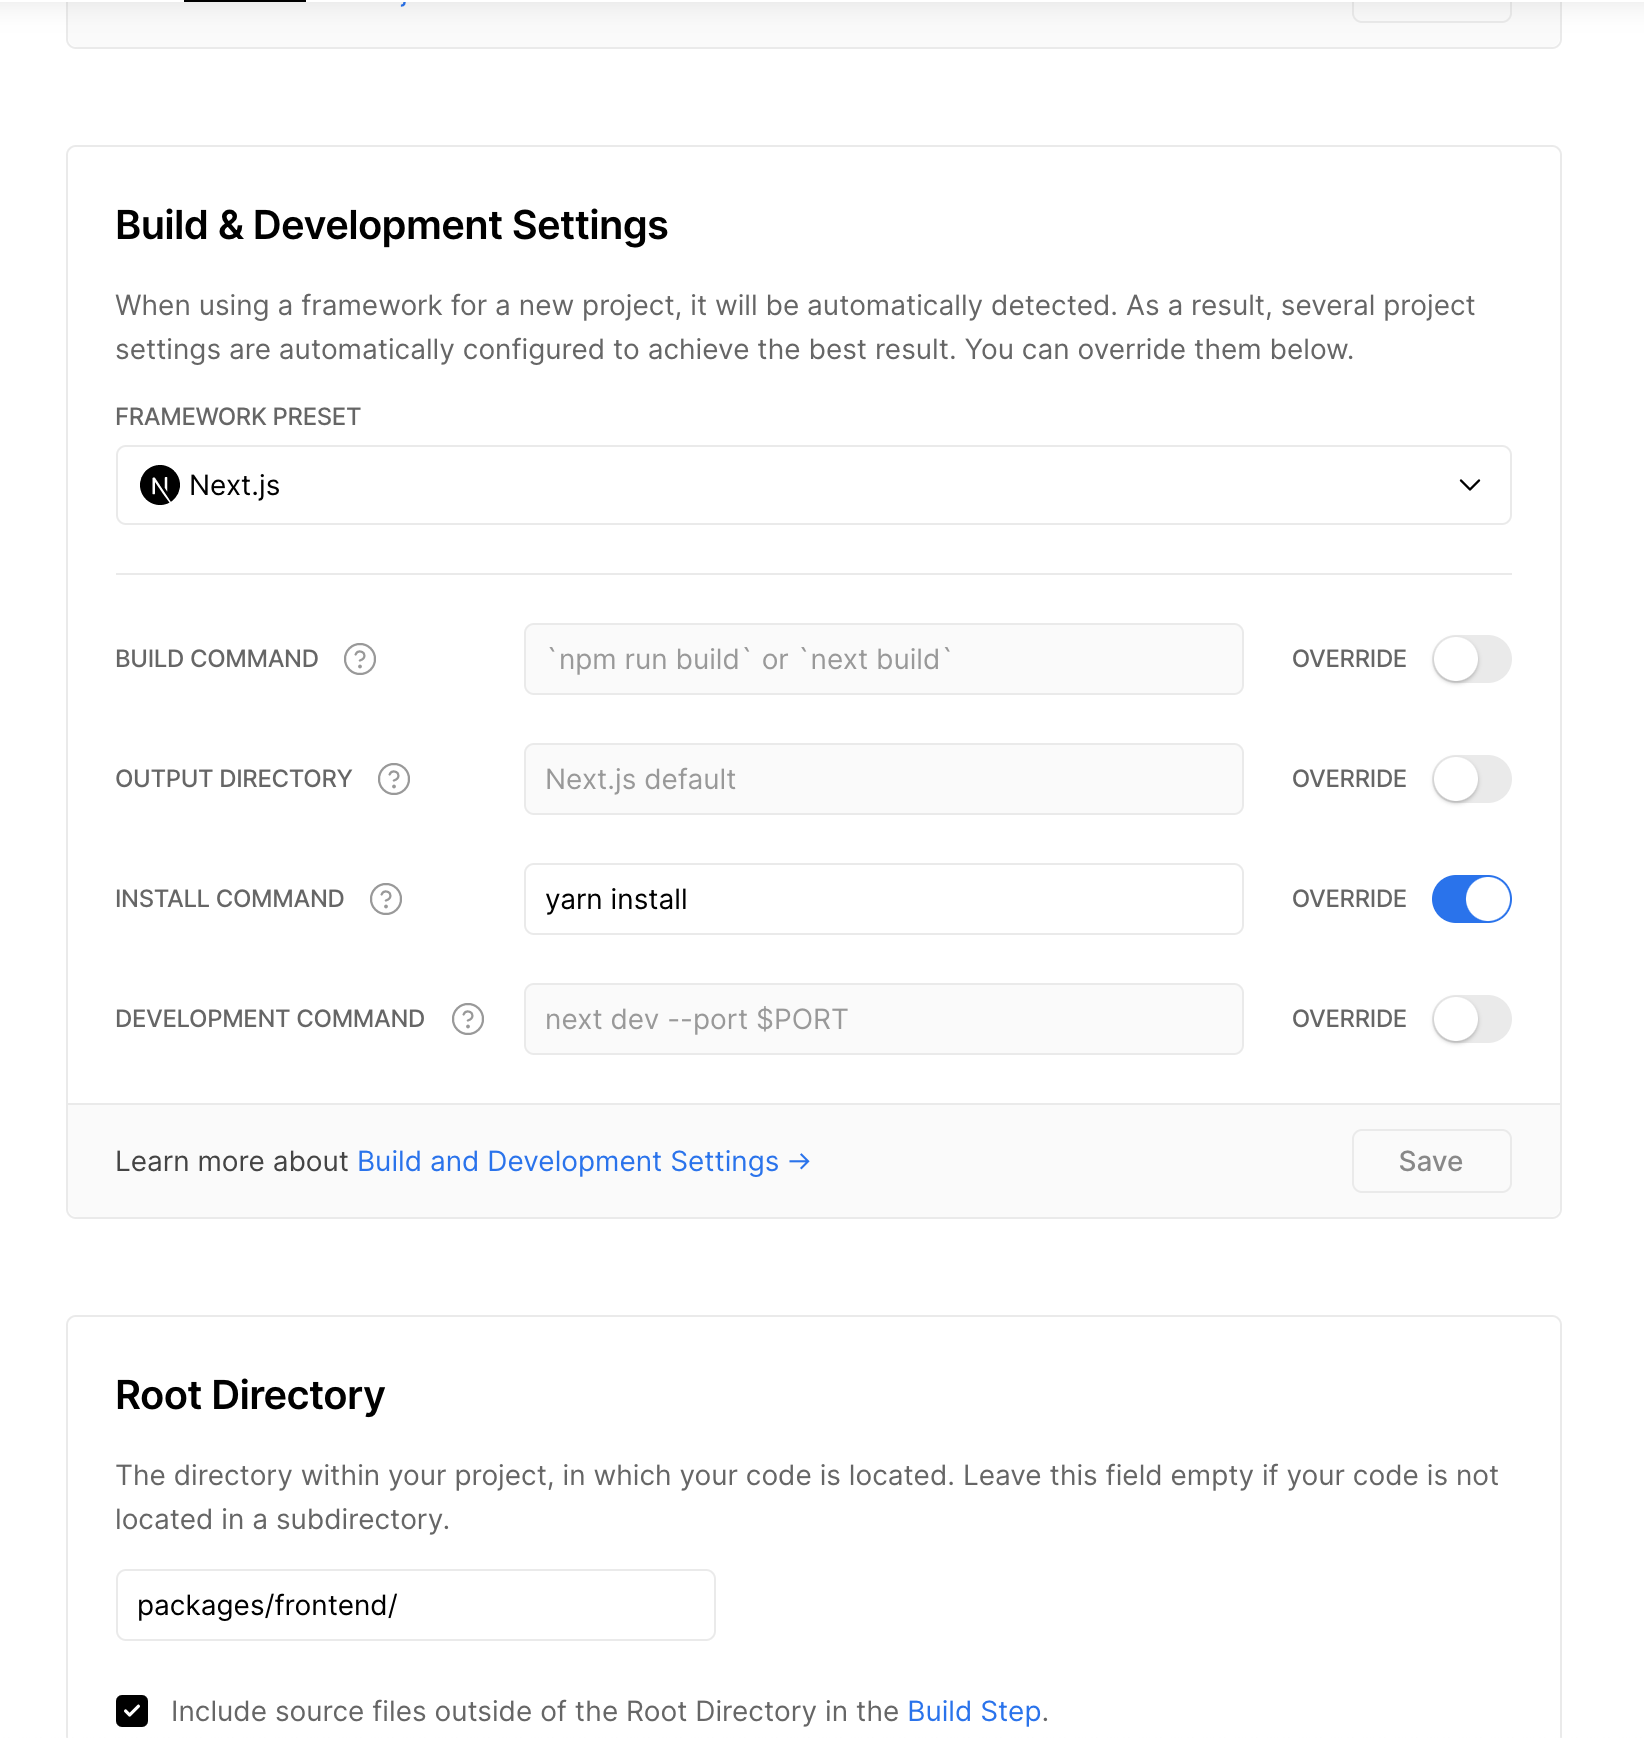 Build & Development Settings
When using a framework for a new project, it will be automatically detected. As a result, several project
settings are automatically configured to achieve the best result. You can override them below.
FRAMEWORK PRESET
Next.js
BUILD COMMAND ? `npm run build` or `next build` OVERRIDE
OUTPUT DIRECTORY ? Next.js default OVERRIDE
INSTALL COMMAND ? yarn install OVERRIDE
DEVELOPMENT COMMAND ? next dev --port $PORT OVERRIDE
Learn more about Build and Development Settings → Save
Root Directory
The directory within your project, in which your code is located. Leave this field empty if your code is not
located in a subdirectory.
packages/frontend/
Include source files outside of the Root Directory in the Build Step.